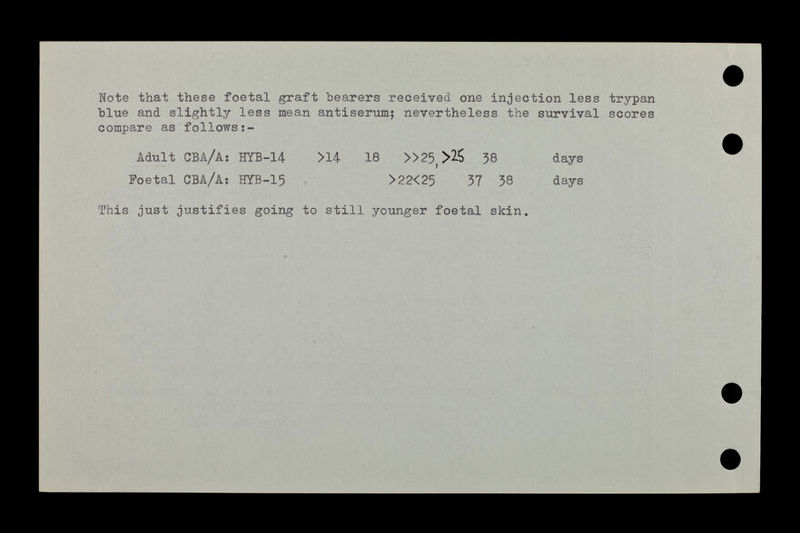 Note that these foetal graft bearers received one injection less trypan
blue and slightly less mean antiserum; nevertheless the survival scores
compare as follows:-
Adult CBA/A: HYB-14 >14 18 >>25, >25 38 days
Foetal CBA/A: HYB-15 >22<25 37 38 days
This just justifies going to still younger foetal skin.